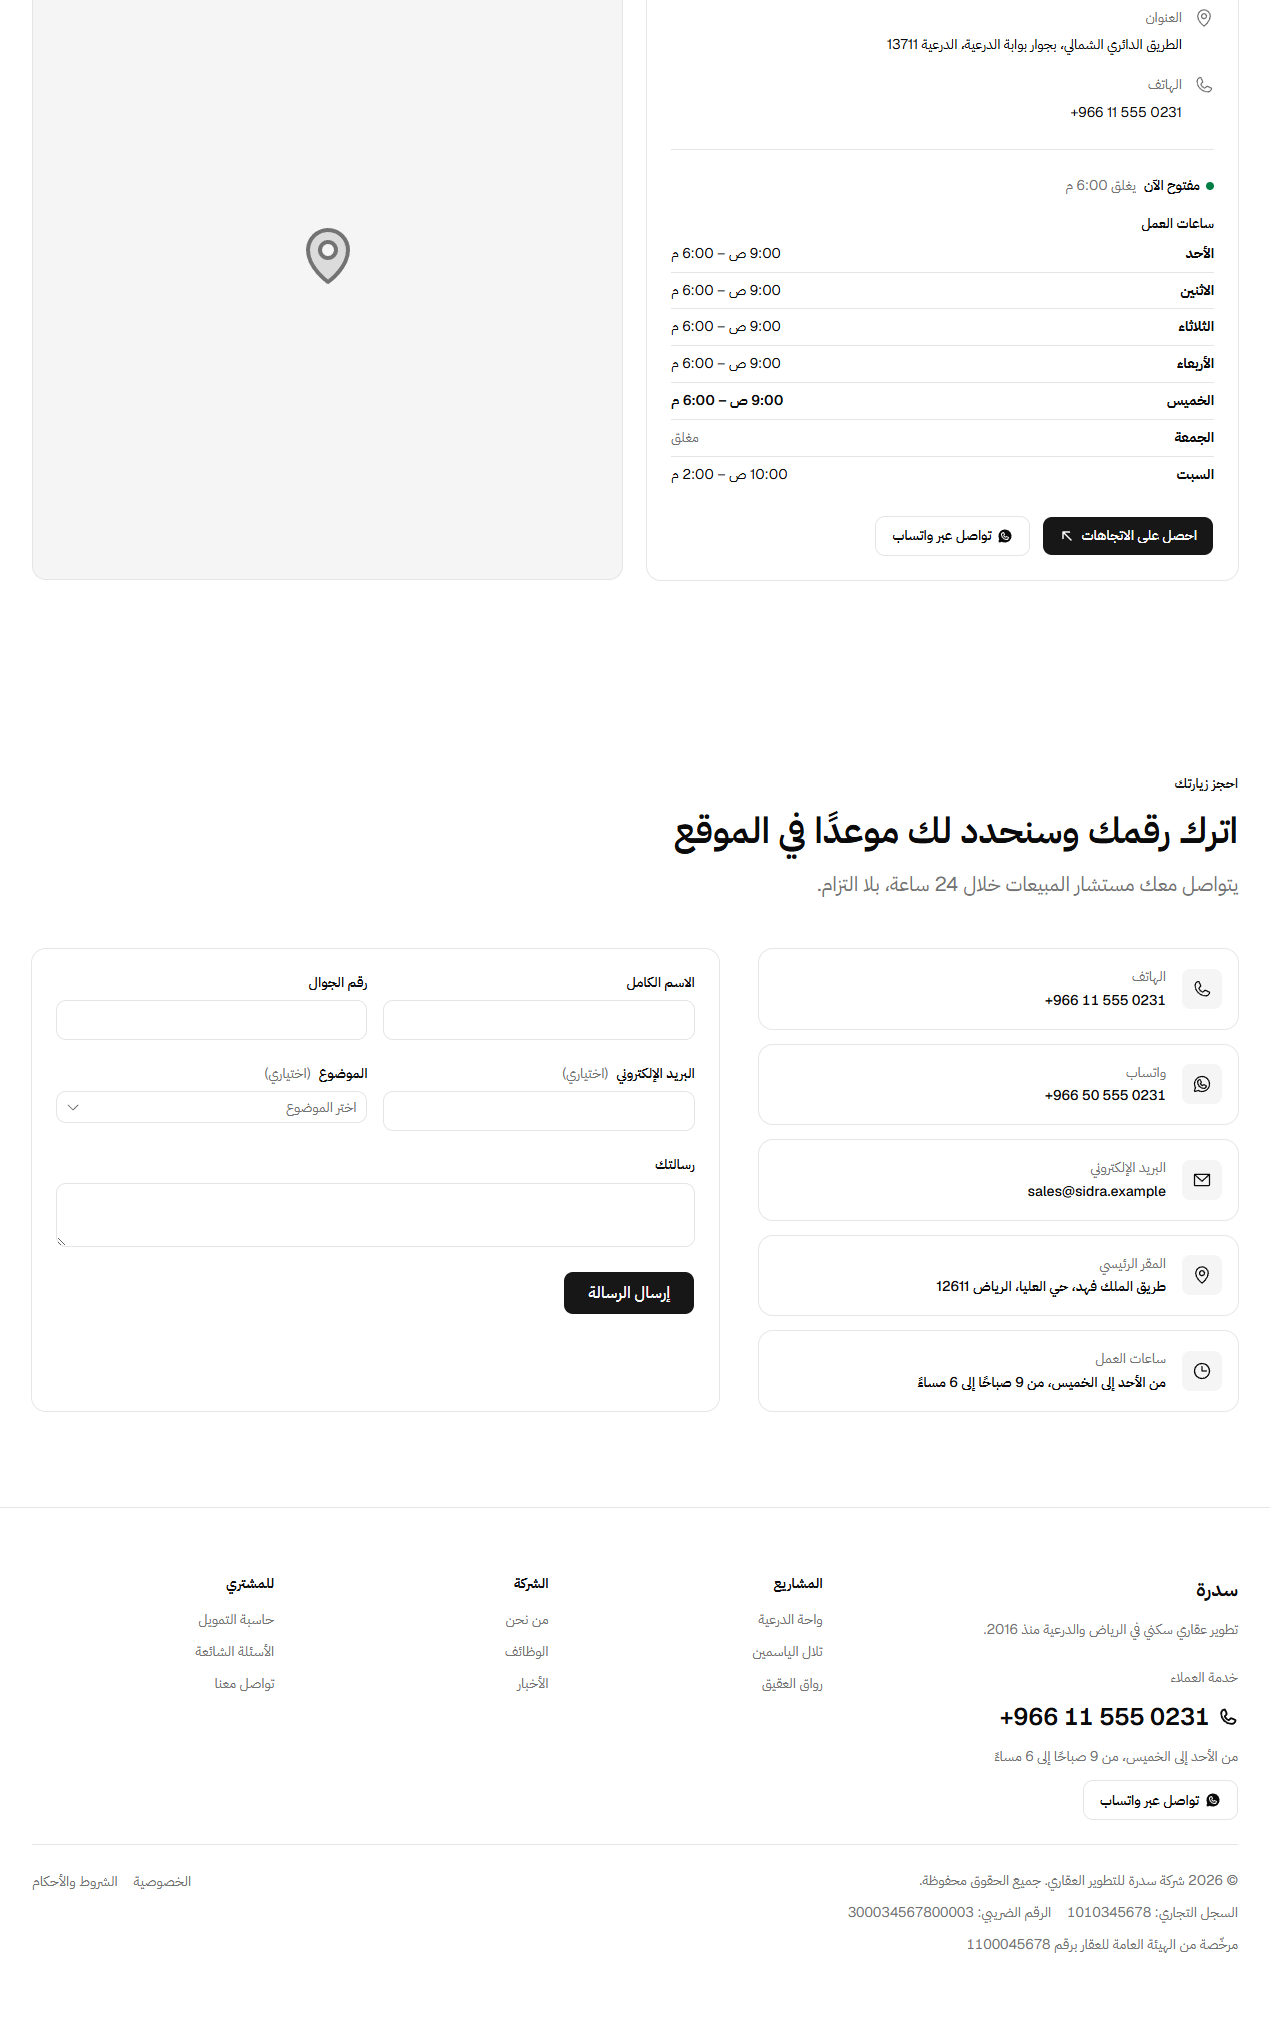 العنوان
الطريق الدائري الشمالي، بجوار بوابة الدرعية، الدرعية 13711
الهاتف
+966 11 555 0231
مفتوح الآن يغلق 6:00 م
ساعات العمل
الأحد 9:00 ص – 6:00 م
الاثنين 9:00 ص – 6:00 م
الثلاثاء 9:00 ص – 6:00 م
الأربعاء 9:00 ص – 6:00 م
الخميس 9:00 ص – 6:00 م
الجمعة مغلق
السبت 10:00 ص – 2:00 م
احصل على الاتجاهات
تواصل عبر واتساب
احجز زيارتك
اترك رقمك وسنحدد لك موعدًا في الموقع
يتواصل معك مستشار المبيعات خلال 24 ساعة، بلا التزام.
الهاتف
+966 11 555 0231
واتساب
+966 50 555 0231
البريد الإلكتروني
sales@sidra.example
المقر الرئيسي
طريق الملك فهد، حي العليا، الرياض 12611
ساعات العمل
من الأحد إلى الخميس، من 9 صباحًا إلى 6 مساءً
الاسم الكامل
رقم الجوال
البريد الإلكتروني (اختياري)
الموضوع (اختياري)
اختر الموضوع
رسالتك
إرسال الرسالة
سدرة
تطوير عقاري سكني في الرياض والدرعية منذ 2016.
خدمة العملاء
+966 11 555 0231
من الأحد إلى الخميس، من 9 صباحًا إلى 6 مساءً
تواصل عبر واتساب
المشاريع
واحة الدرعية
تلال الياسمين
رواق العقيق
الشركة
من نحن
الوظائف
الأخبار
للمشتري
حاسبة التمويل
الأسئلة الشائعة
تواصل معنا
© 2026 شركة سدرة للتطوير العقاري. جميع الحقوق محفوظة.
السجل التجاري: 1010345678 الرقم الضريبي: 300034567800003
مرخّصة من الهيئة العامة للعقار برقم 1100045678
الخصوصية الشروط والأحكام